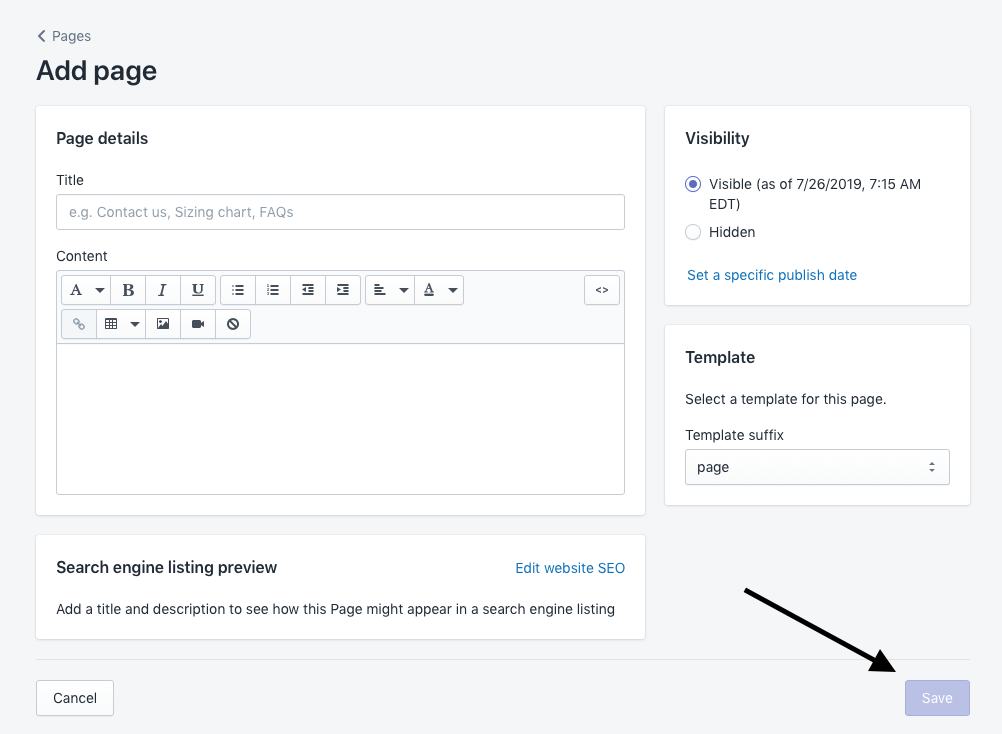 Pages
Add page
Page details
Title
e.g. Contact us, Sizing chart, FAQs
Content
A B I U A <>
Visibility
Visible (as of 7/26/2019, 7:15 AM
EDT)
Hidden
Set a specific publish date
Template
Select a template for this page.
Template suffix
page
Search engine listing preview
Edit website SEO
Add a title and description to see how this Page might appear in a search engine listing
Cancel
Save